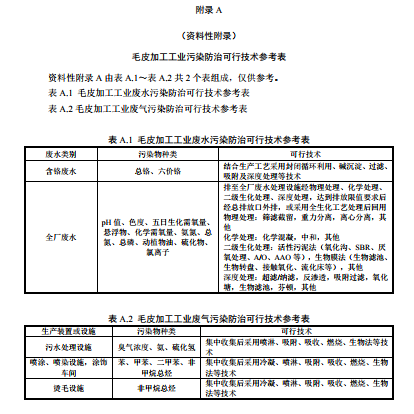 附录 A
（资料性附录）
毛皮加工工业污染防治可行技术参考表
资料性附录 A 由表 A.1～表 A.2 共 2 个表组成，仅供参考。
表 A.1 毛皮加工工业废水污染防治可行技术参考表
表 A.2 毛皮加工工业废气污染防治可行技术参考表
表 A.1 毛皮加工工业废水污染防治可行技术参考表
废水类别 污染物种类 可行技术
含铬废水 总铬、六价铬
结合生产工艺采用封闭循环利用、碱沉淀、过滤、
吸附及深度处理等技术
全厂废水
pH 值、色度、五日生化需氧量、
悬浮物、化学需氧量、氨氮、总
氮、总磷、动植物油、硫化物、
氯离子
排至全厂废水处理设施经物理处理、化学处理、
二级生化处理、深度处理，达到排放限值要求后
经总排放口外排，或采用全生化工艺处理后回用
物理处理：筛滤截留，重力分离，离心分离，其
他
化学处理：化学混凝，中和，其他
二级生化处理：活性污泥法（氧化沟、SBR、厌
氧处理、A/O、AAO 等），生物膜法（生物滤池、
生物转盘、接触氧化、流化床等），其他
深度处理：超滤/纳滤，反渗透，吸附过滤，氧化
塘，生物滤池，芬顿，其他
表 A.2 毛皮加工工业废气污染防治可行技术参考表
生产装置或设施 污染物种类 可行技术
污水处理设施 臭气浓度、氨、硫化氢
集中收集后采用喷淋、吸附、吸收、燃烧、生物法等技
术
喷涂、喷染设施，涂饰
车间
苯、甲苯、二甲苯、非
甲烷总烃
集中收集后采用冷凝、喷淋、吸附、吸收、燃烧、生物
法等技术
烫毛设施 非甲烷总烃
集中收集后采用冷凝、喷淋、吸附、吸收、燃烧、生物
法等技术